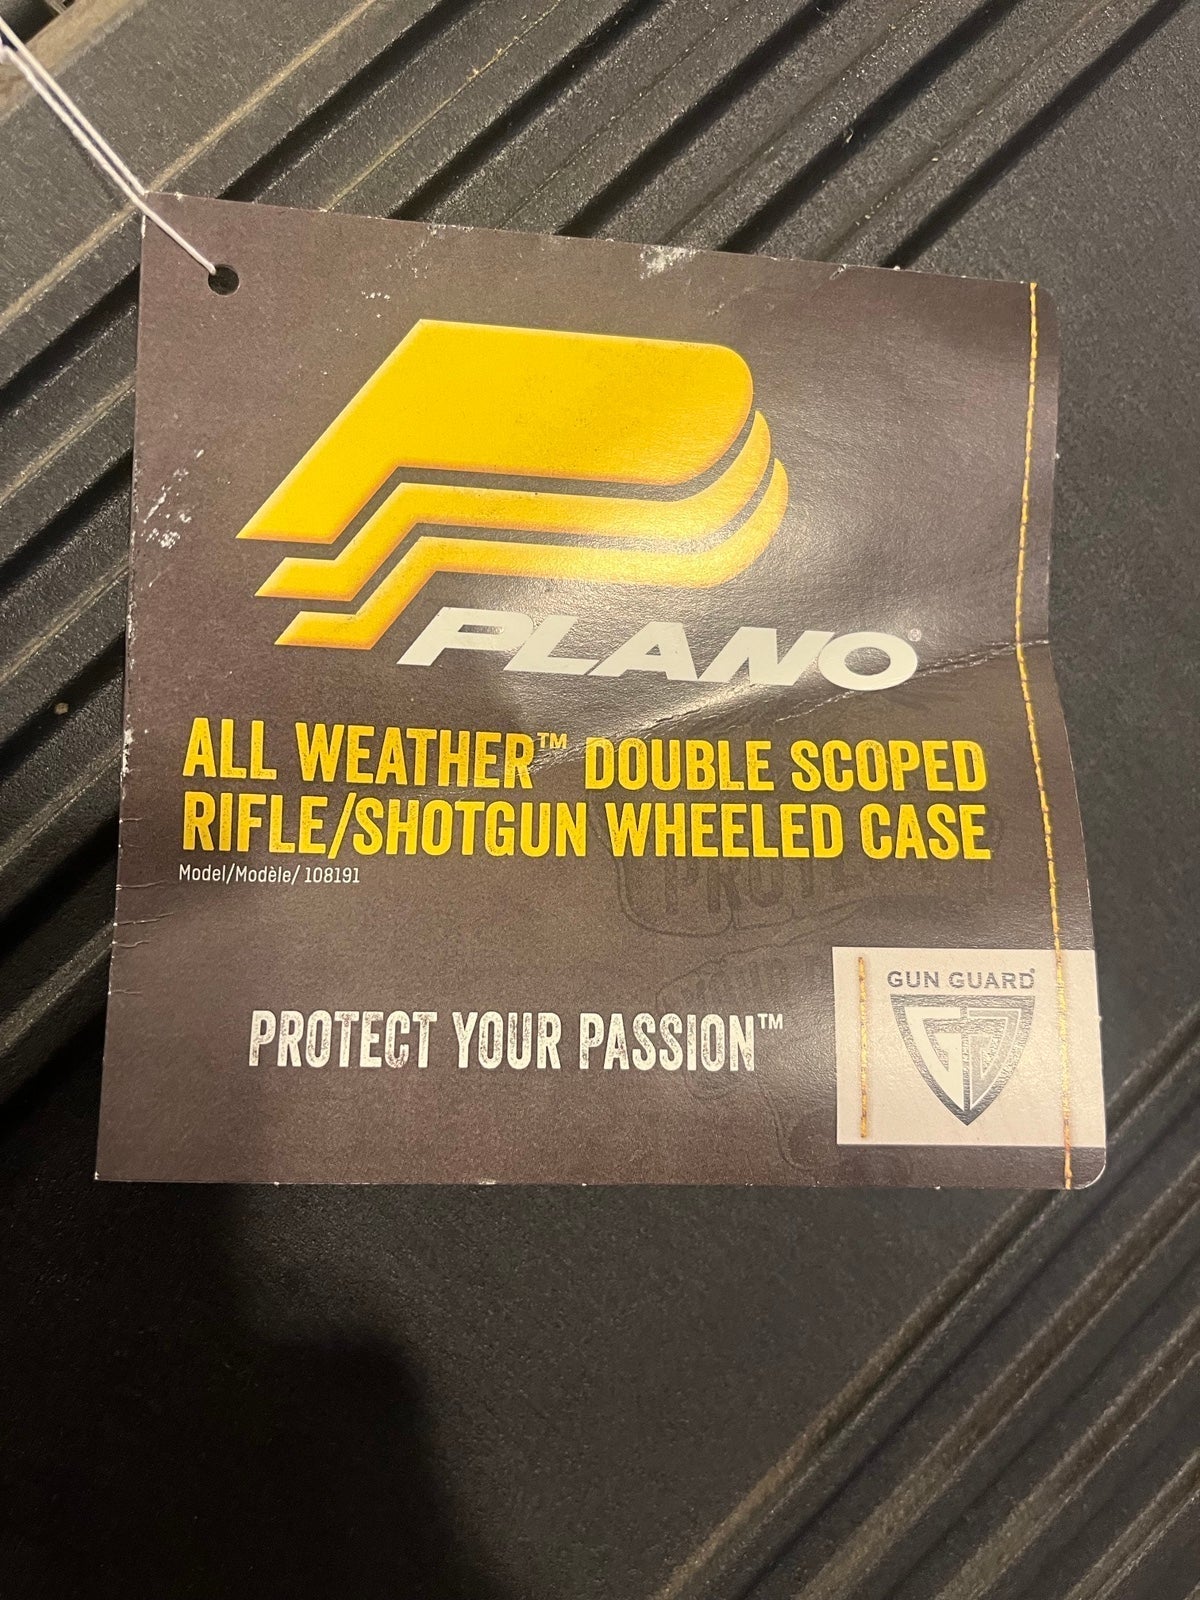 PLANO®
ALL WEATHER™ DOUBLE SCOPED
RIFLE/SHOTGUN WHEELED CASE
Model/Modèle/ 108191
PROTECT YOUR PASSION™
GUN GUARD®